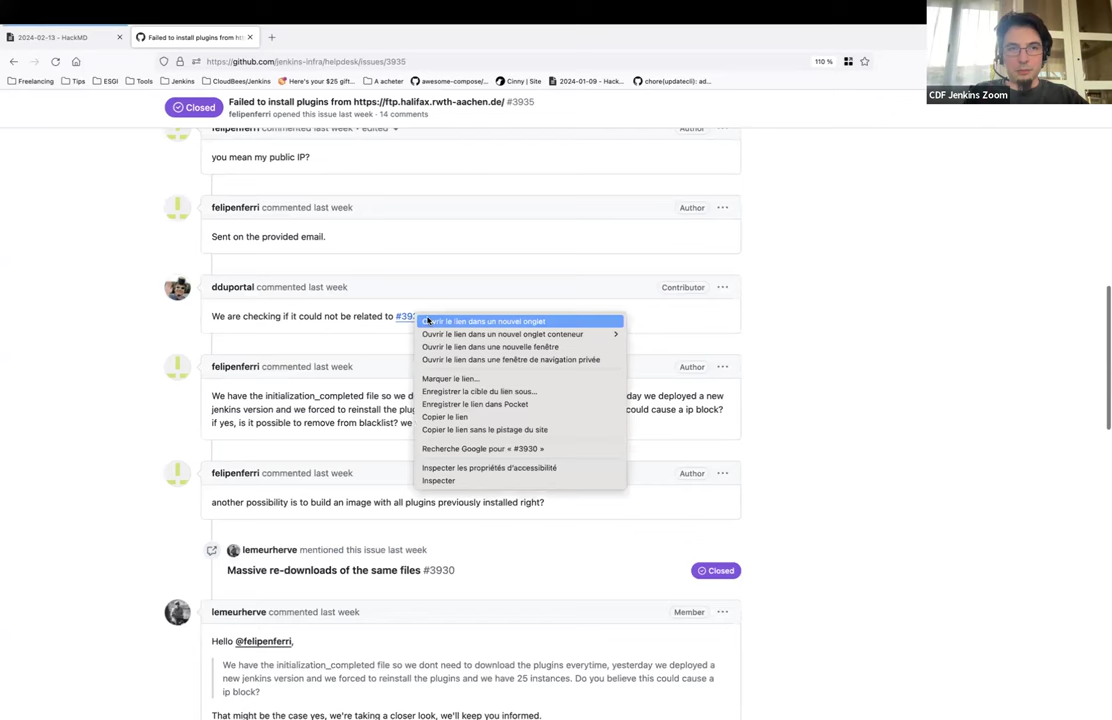 2024-02-13 - HackMD
Failed to install plugins from ht
https://github.com/jenkins-infra/helpdesk/issues/3935
110 %
Freelancing
Tips
ESGI
Tools
Jenkins
CloudBees/Jenkins
Here's your $25 gift...
A acheter
awesome-compose/...
Cinny | Site
2024-01-09 - Hack...
chore(updatecli): ad...
CDF Jenkins Zoom
Closed
Failed to install plugins from https://ftp.halifax.rwth-aachen.de/ #3935
felipenferri opened this issue last week · 14 comments
felipenferri commented last week · edited
Author
you mean my public IP?
felipenferri commented last week
Author
Sent on the provided email.
dduportal commented last week
Contributor
We are checking if it could not be related to #393
Ouvrir le lien dans un nouvel onglet
Ouvrir le lien dans un nouvel onglet conteneur
Ouvrir le lien dans une nouvelle fenêtre
Ouvrir le lien dans une fenêtre de navigation privée
Marquer le lien...
Enregistrer la cible du lien sous...
Enregistrer le lien dans Pocket
Copier le lien
Copier le lien sans le pistage du site
Recherche Google pour « #3930 »
Inspecter les propriétés d'accessibilité
Inspecter
felipenferri commented last week
Author
We have the initialization_completed file so we dont need to download the plugins everytime, yesterday we deployed a new
jenkins version and we forced to reinstall the plug could cause a ip block?
if yes, is it possible to remove from blacklist? we
felipenferri commented last week
Author
another possibility is to build an image with all plugins previously installed right?
lemeurherve mentioned this issue last week
Massive re-downloads of the same files #3930
Closed
lemeurherve commented last week
Member
Hello @felipenferri,
We have the initialization_completed file so we dont need to download the plugins everytime, yesterday we deployed a
new jenkins version and we forced to reinstall the plugins and we have 25 instances. Do you believe this could cause a
ip block?
That might be the case yes, we're taking a closer look, we'll keep you informed.